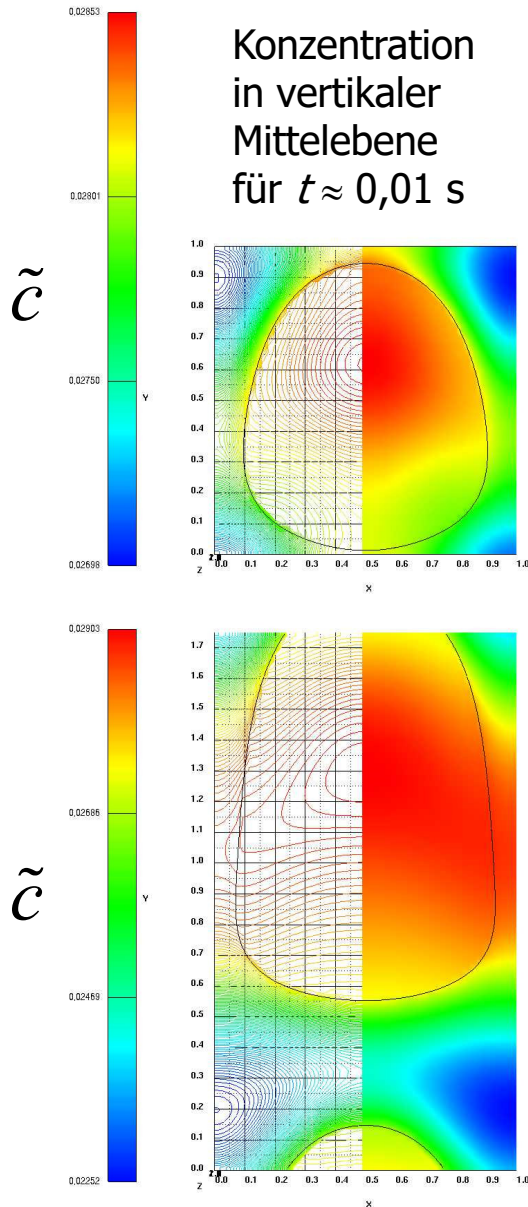 Konzentration
in vertikaler
Mittelebene
für t ≈ 0,01 s
0,02853
0,02801
0,02750
0,02698
Y
c̃
1.0
0.9
0.8
0.7
0.6
0.5
0.4
0.3
0.2
0.1
0.0
Z
0.0 0.1 0.2 0.3 0.4 0.5 0.6 0.7 0.8 0.9 1.0
X
0,02903
0,02686
0,02469
0,02252
Y
c̃
1.7
1.6
1.5
1.4
1.3
1.2
1.1
1.0
0.9
0.8
0.7
0.6
0.5
0.4
0.3
0.2
0.1
0.0
Z
0.0 0.1 0.2 0.3 0.4 0.5 0.6 0.7 0.8 0.9 1.0
X